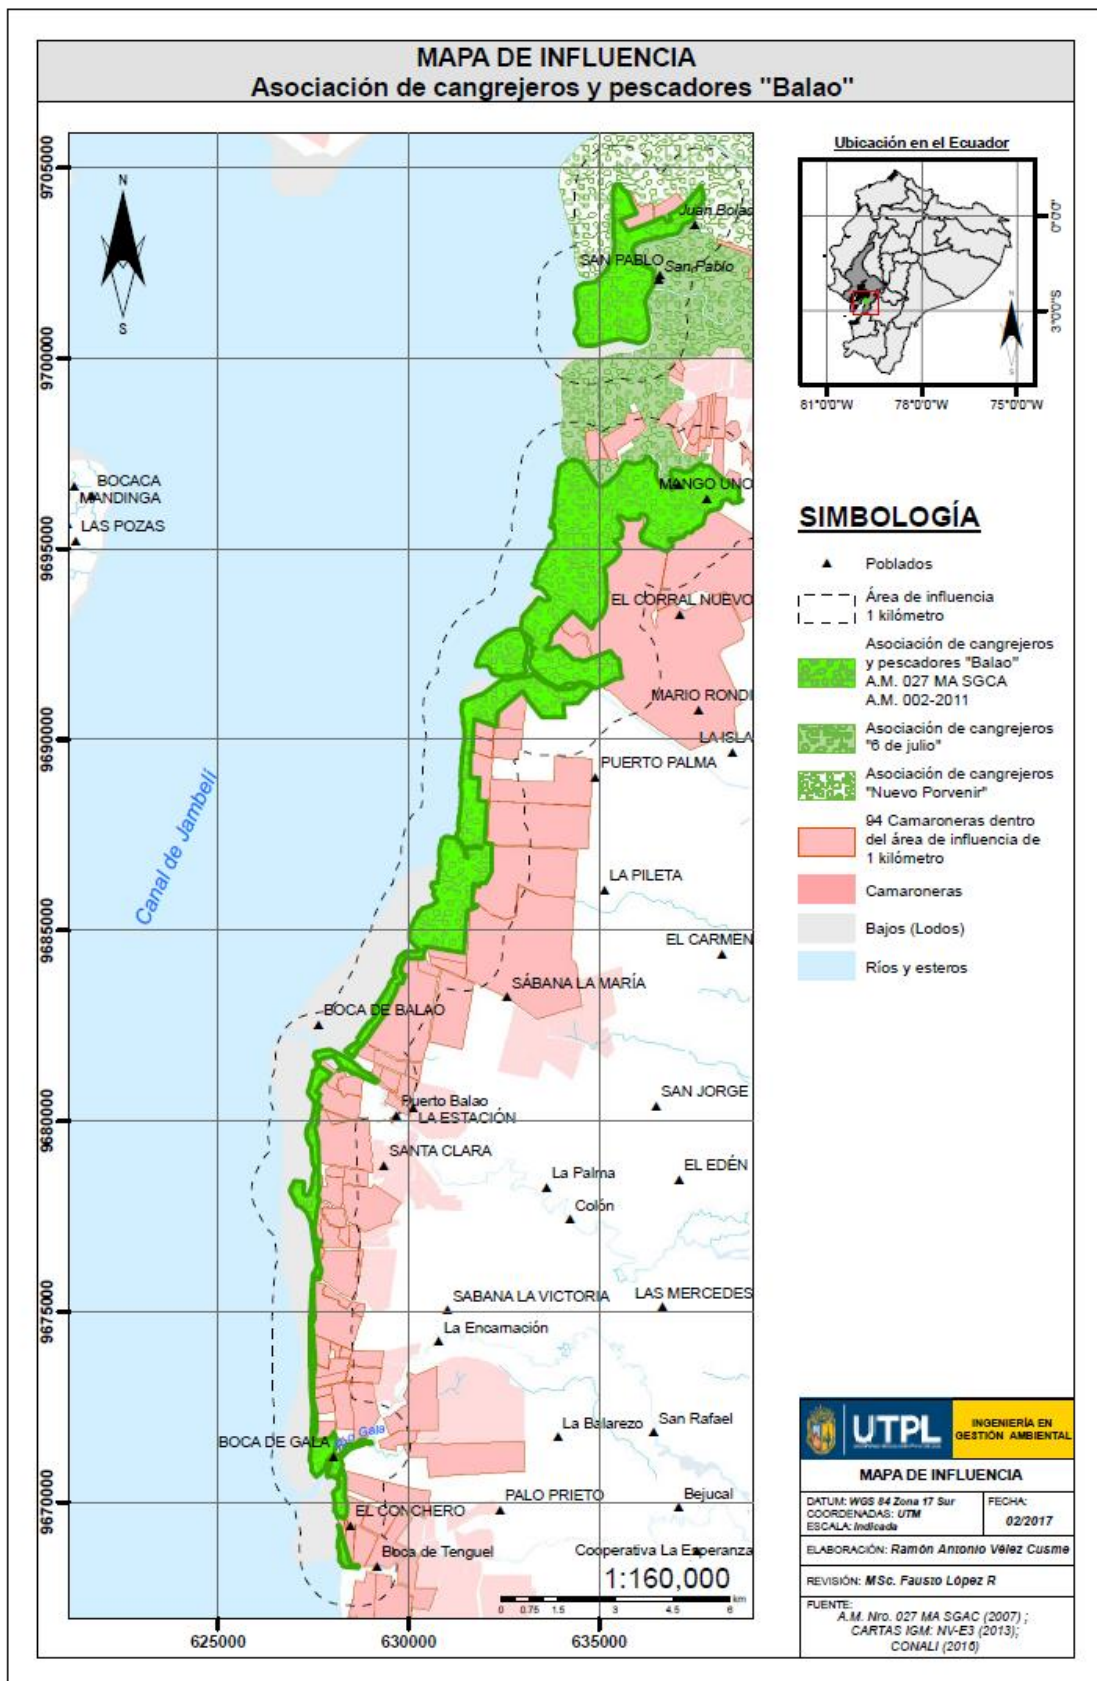 MAPA DE INFLUENCIA
Asociación de cangrejeros y pescadores "Balao"
9705000
9700000
9695000
9690000
9685000
9680000
9675000
9670000
625000
630000
635000
N
S
Juan Bolas
SAN PABLO
San Pablo
BOCACA
MANDINGA
LAS POZAS
MANGO UNO
EL CORRAL NUEVO
MARIO RONDI
LA ISLA
PUERTO PALMA
Canal de Jambelí
LA PILETA
EL CARMEN
SÁBANA LA MARÍA
BOCA DE BALAO
SAN JORGE
Puerto Balao
LA ESTACIÓN
SANTA CLARA
La Palma
EL EDÉN
Colón
SABANA LA VICTORIA
LAS MERCEDES
La Encarnación
La Balarezo
San Rafael
BOCA DE GALA
Río Gala
EL CONCHERO
PALO PRIETO
Bejucal
Boca de Tenguel
Cooperativa La Esperanza
1:160,000
km
0 0.75 1.5 3 4.5 6
Ubicación en el Ecuador
0°0'0"
3°0'0"S
N
S
81°0'0"W
78°0'0"W
75°0'0"W
SIMBOLOGÍA
Poblados
Área de influencia
1 kilómetro
Asociación de cangrejeros
y pescadores "Balao"
A.M. 027 MA SGCA
A.M. 002-2011
Asociación de cangrejeros
"6 de julio"
Asociación de cangrejeros
"Nuevo Porvenir"
94 Camaroneras dentro
del área de influencia de
1 kilómetro
Camaroneras
Bajos (Lodos)
Ríos y esteros
UTPL
INGENIERÍA EN
GESTIÓN AMBIENTAL
MAPA DE INFLUENCIA
DATUM: WGS 84 Zona 17 Sur
COORDENADAS: UTM
ESCALA: Indicada
FECHA:
02/2017
ELABORACIÓN: Ramón Antonio Vélez Cusme
REVISIÓN: MSc. Fausto López R
FUENTE:
A.M. Nro. 027 MA SGAC (2007) ;
CARTAS IGM: NV-E3 (2013);
CONALI (2016)